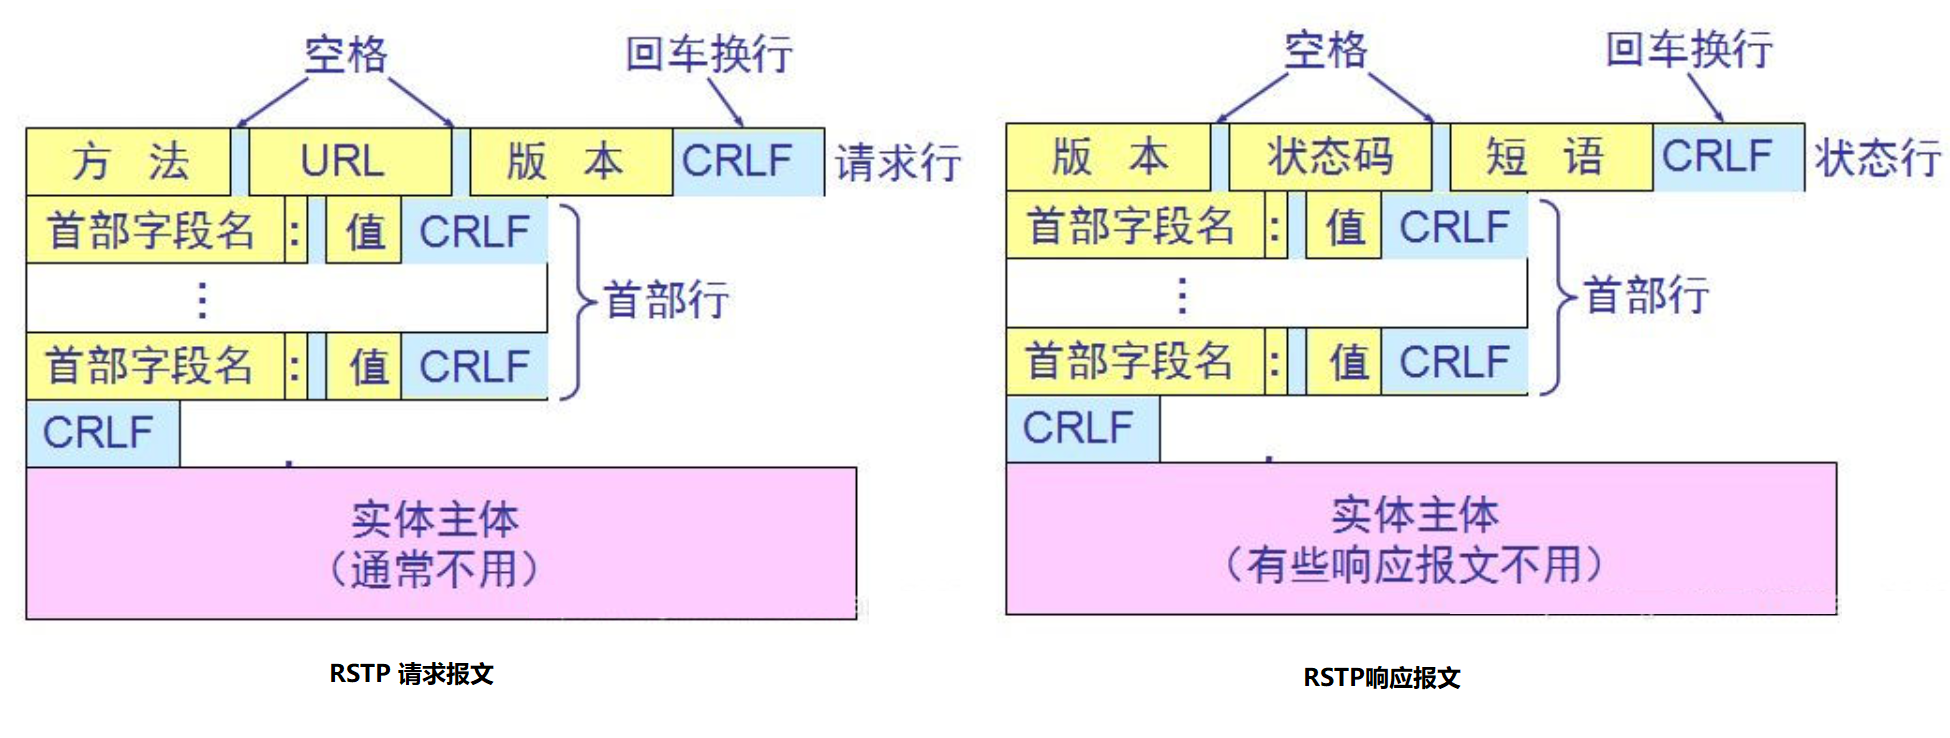 空格 回车换行
方 法 URL 版 本 CRLF 请求行
首部字段名 : 值 CRLF
⋮ 首部行
首部字段名 : 值 CRLF
CRLF
实体主体
（通常不用）
RSTP 请求报文
空格 回车换行
版 本 状态码 短 语 CRLF 状态行
首部字段名 : 值 CRLF
⋮ 首部行
首部字段名 : 值 CRLF
CRLF
实体主体
（有些响应报文不用）
RSTP响应报文